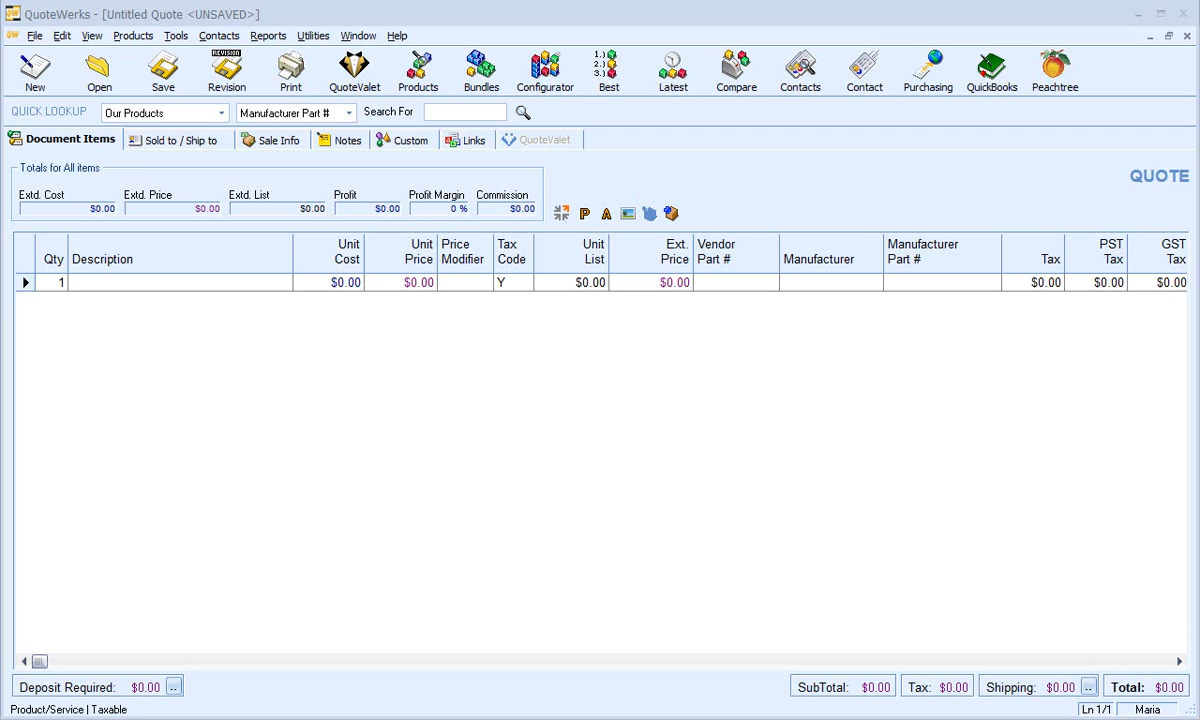 QuoteWerks - [Untitled Quote <UNSAVED>]
File Edit View Products Tools Contacts Reports Utilities Window Help
REVISION 1.) 2.) 3.)
New Open Save Revision Print QuoteValet Products Bundles Configurator Best Latest Compare Contacts Contact Purchasing QuickBooks Peachtree
QUICK LOOKUP Our Products Manufacturer Part # Search For
Document Items Sold to / Ship to Sale Info Notes Custom Links QuoteValet
Totals for All items
QUOTE
Extd. Cost Extd. Price Extd. List Profit Profit Margin Commission
$0.00 $0.00 $0.00 $0.00 0 % $0.00
P A
Qty Description Unit Cost Unit Price Price Modifier Tax Code Unit List Ext. Price Vendor Part # Manufacturer Manufacturer Part # Tax PST Tax GST Tax
1 $0.00 $0.00 Y $0.00 $0.00 $0.00 $0.00 $0.00
Deposit Required: $0.00 ... SubTotal: $0.00 Tax: $0.00 Shipping: $0.00 ... Total: $0.00
Product/Service | Taxable Ln 1/1 Maria